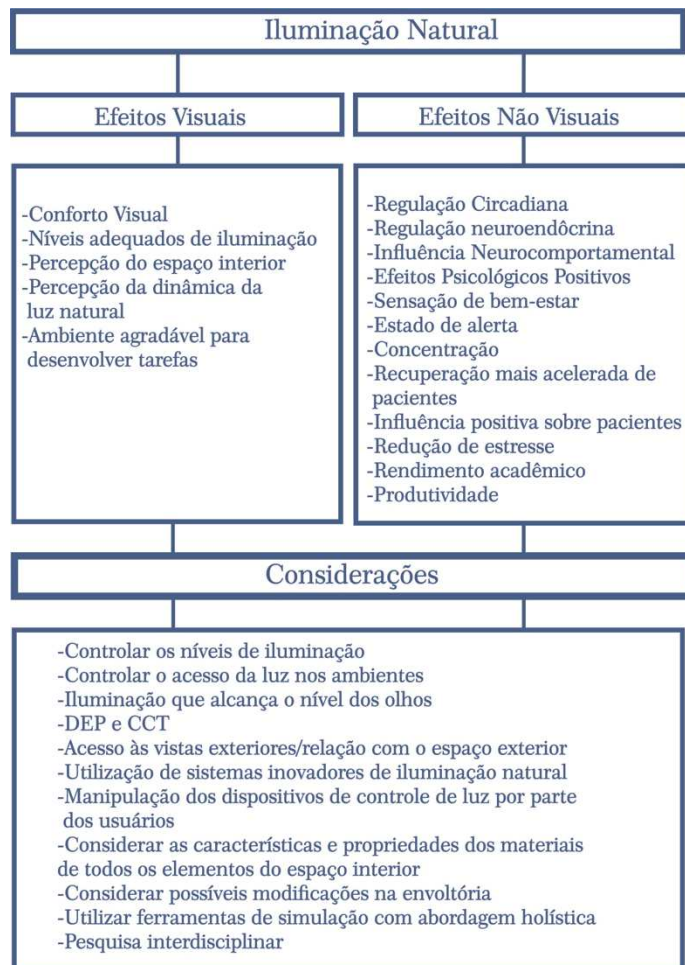 Iluminação Natural
Efeitos Visuais
-Conforto Visual
-Níveis adequados de iluminação
-Percepção do espaço interior
-Percepção da dinâmica da
luz natural
-Ambiente agradável para
desenvolver tarefas
Efeitos Não Visuais
-Regulação Circadiana
-Regulação neuroendôcrina
-Influência Neurocomportamental
-Efeitos Psicológicos Positivos
-Sensação de bem-estar
-Estado de alerta
-Concentração
-Recuperação mais acelerada de
pacientes
-Influência positiva sobre pacientes
-Redução de estresse
-Rendimento acadêmico
-Produtividade
Considerações
-Controlar os níveis de iluminação
-Controlar o acesso da luz nos ambientes
-Iluminação que alcança o nível dos olhos
-DEP e CCT
-Acesso às vistas exteriores/relação com o espaço exterior
-Utilização de sistemas inovadores de iluminação natural
-Manipulação dos dispositivos de controle de luz por parte
dos usuários
-Considerar as características e propriedades dos materiais
de todos os elementos do espaço interior
-Considerar possíveis modificações na envoltória
-Utilizar ferramentas de simulação com abordagem holística
-Pesquisa interdisciplinar